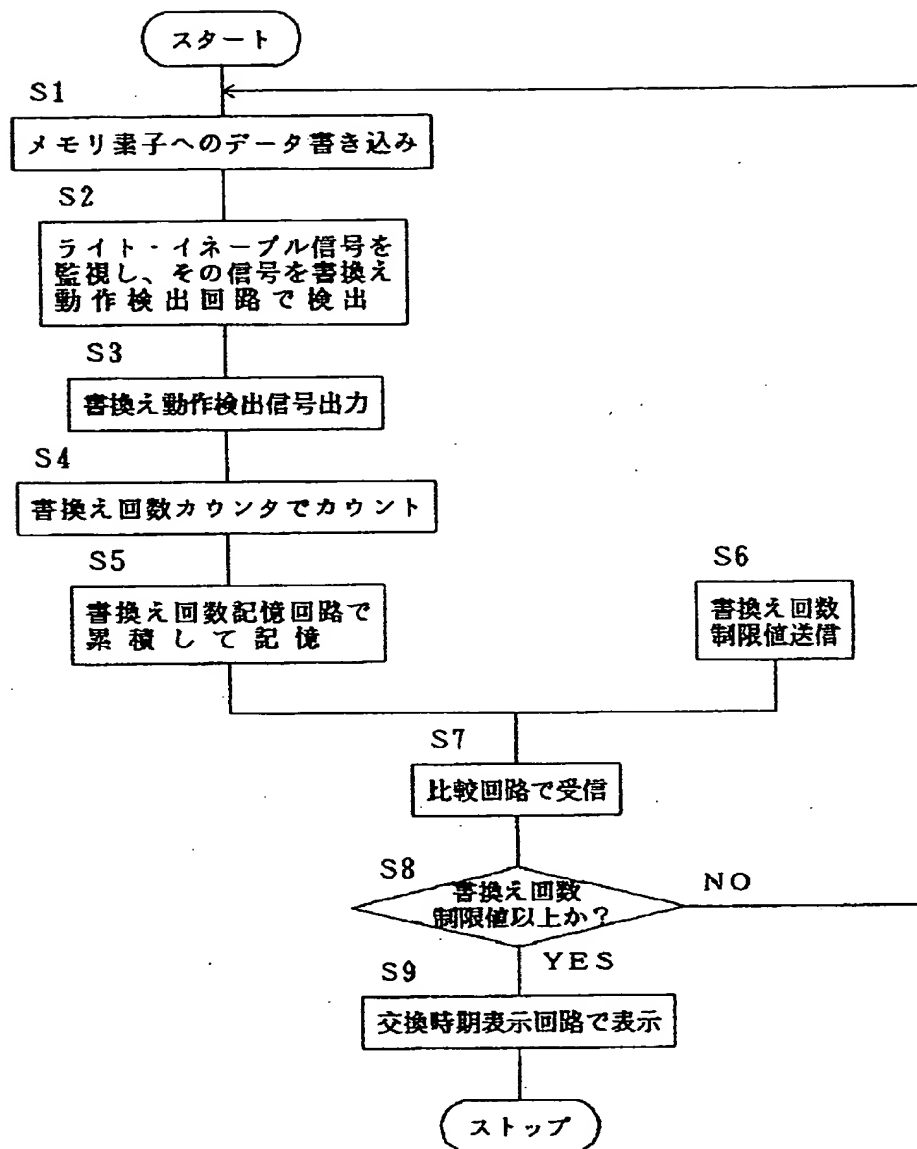 スタート
S1
メモリ素子へのデータ書き込み
S2
ライト・イネーブル信号を
監視し、その信号を書換え
動作検出回路で検出
S3
書換え動作検出信号出力
S4
書換え回数カウンタでカウント
S5
書換え回数記憶回路で
累積して記憶
S6
書換え回数
制限値送信
S7
比較回路で受信
S8
書換え回数
制限値以上か?
NO
YES
S9
交換時期表示回路で表示
ストップ